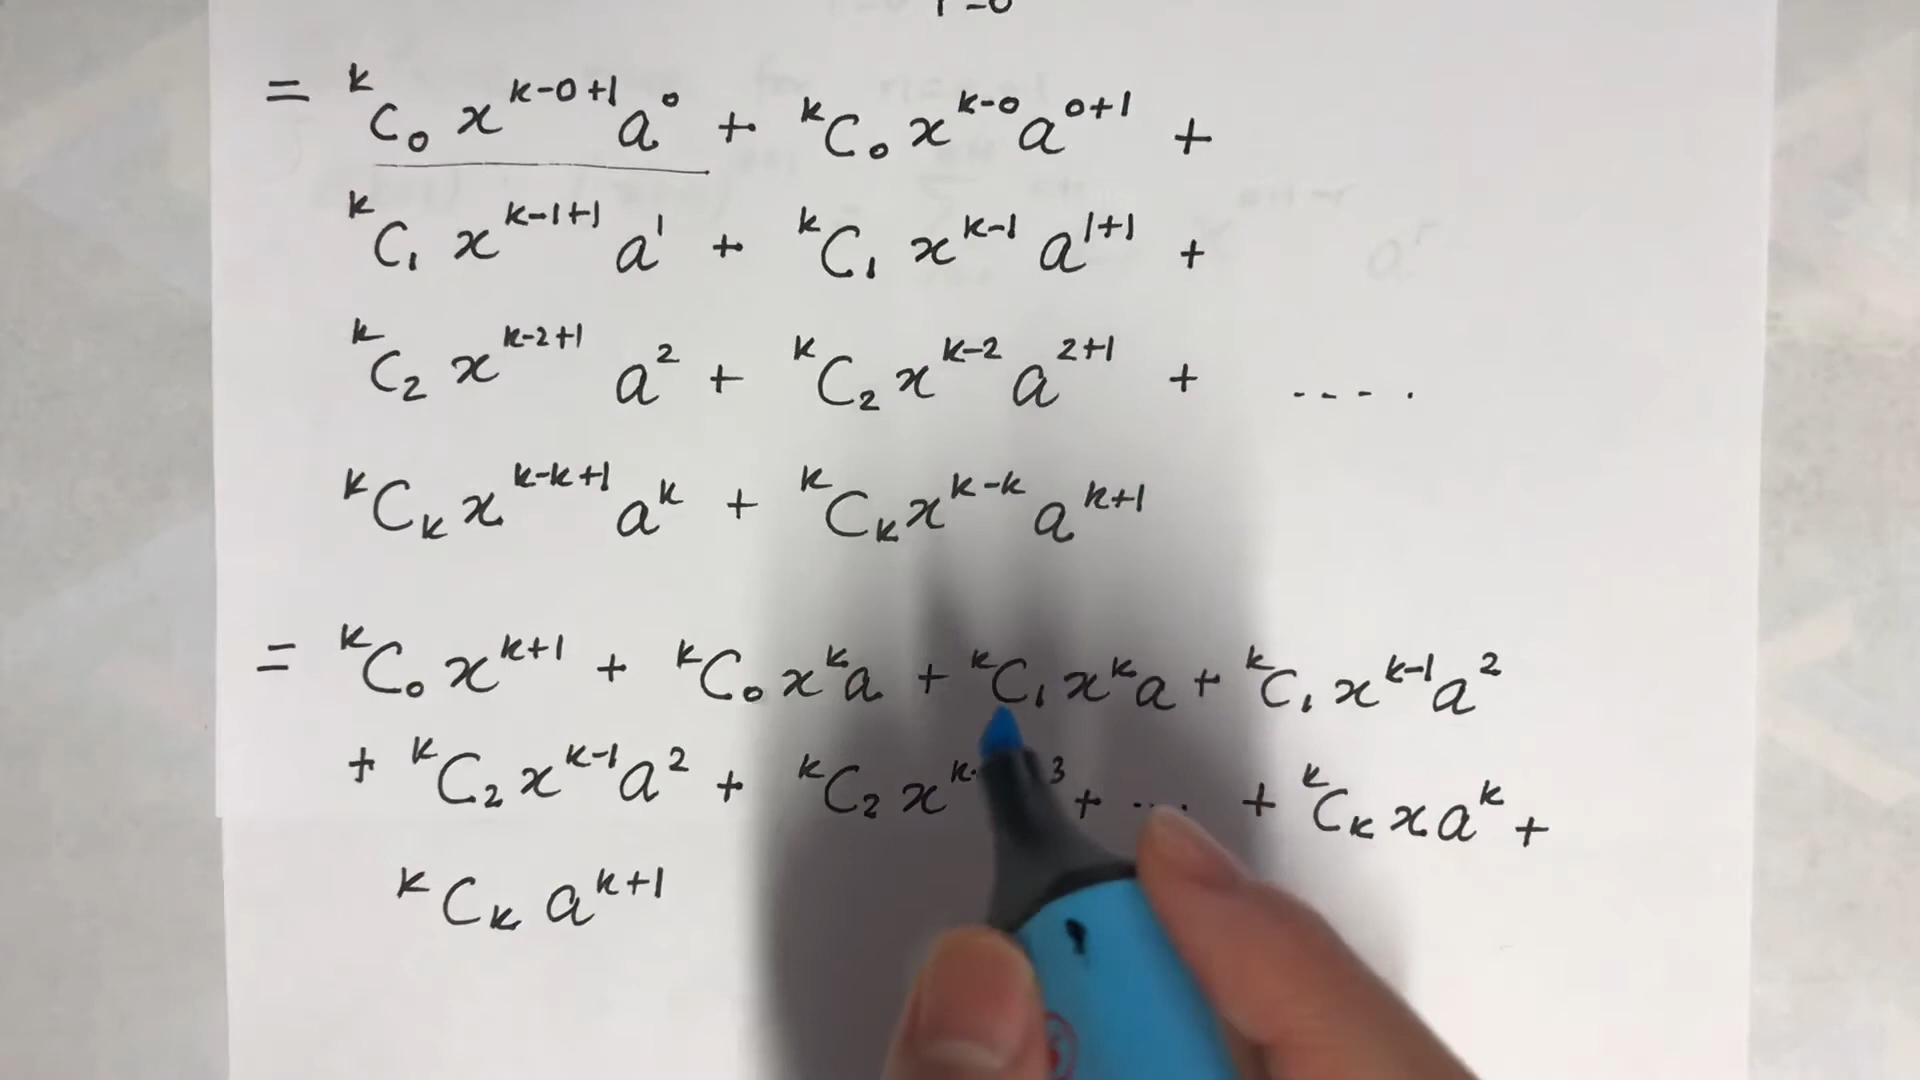 r=0
= ᵏC₀ x^{k-0+1} a⁰ + ᵏC₀ x^{k-0} a^{0+1} +
ᵏC₁ x^{k-1+1} a¹ + ᵏC₁ x^{k-1} a^{1+1} +
ᵏC₂ x^{k-2+1} a² + ᵏC₂ x^{k-2} a^{2+1} + ....
ᵏCₖ x^{k-k+1} aᵏ + ᵏCₖ x^{k-k} a^{k+1}
= ᵏC₀ x^{k+1} + ᵏC₀ xᵏ a + ᵏC₁ xᵏ a + ᵏC₁ x^{k-1} a²
+ ᵏC₂ x^{k-1} a² + ᵏC₂ x^{k-} ³ + .... + ᵏCₖ x aᵏ +
ᵏCₖ a^{k+1}